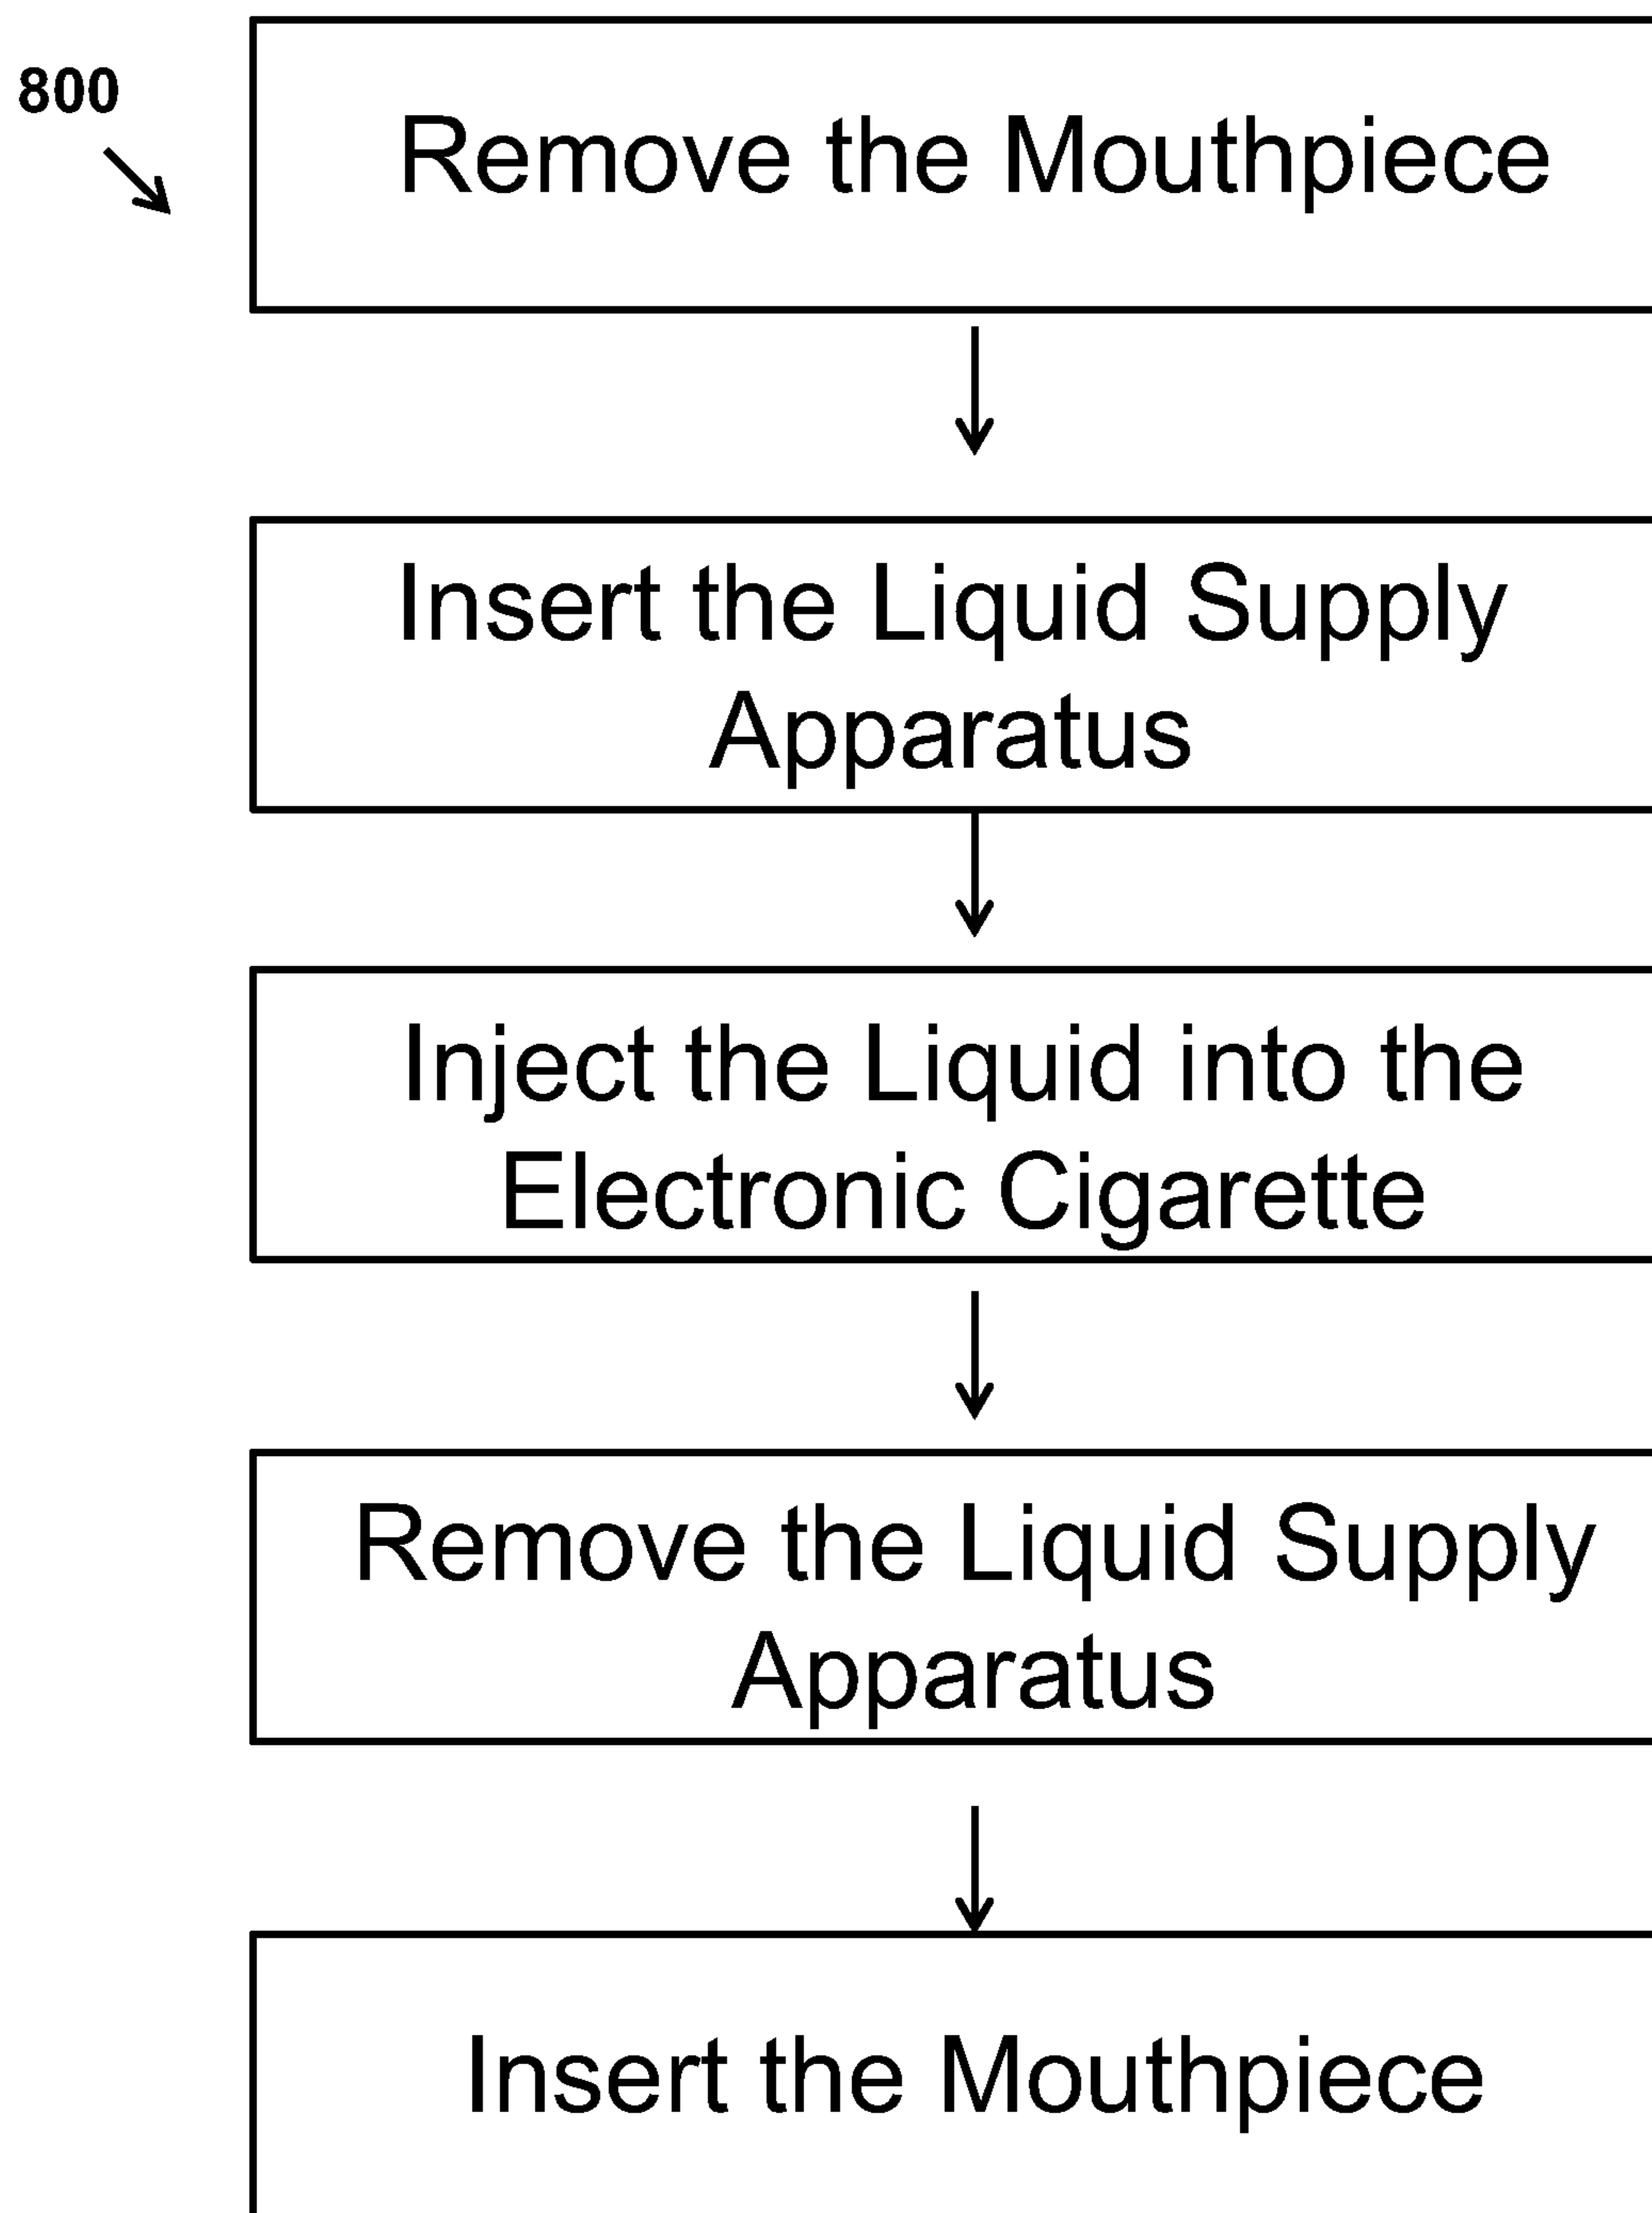 800
Remove the Mouthpiece
Insert the Liquid Supply
Apparatus
Inject the Liquid into the
Electronic Cigarette
Remove the Liquid Supply
Apparatus
Insert the Mouthpiece